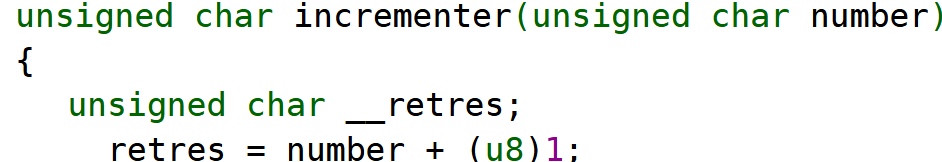 unsigned char incrementer(unsigned char number)
{
unsigned char __retres;
retres = number + (u8)1;